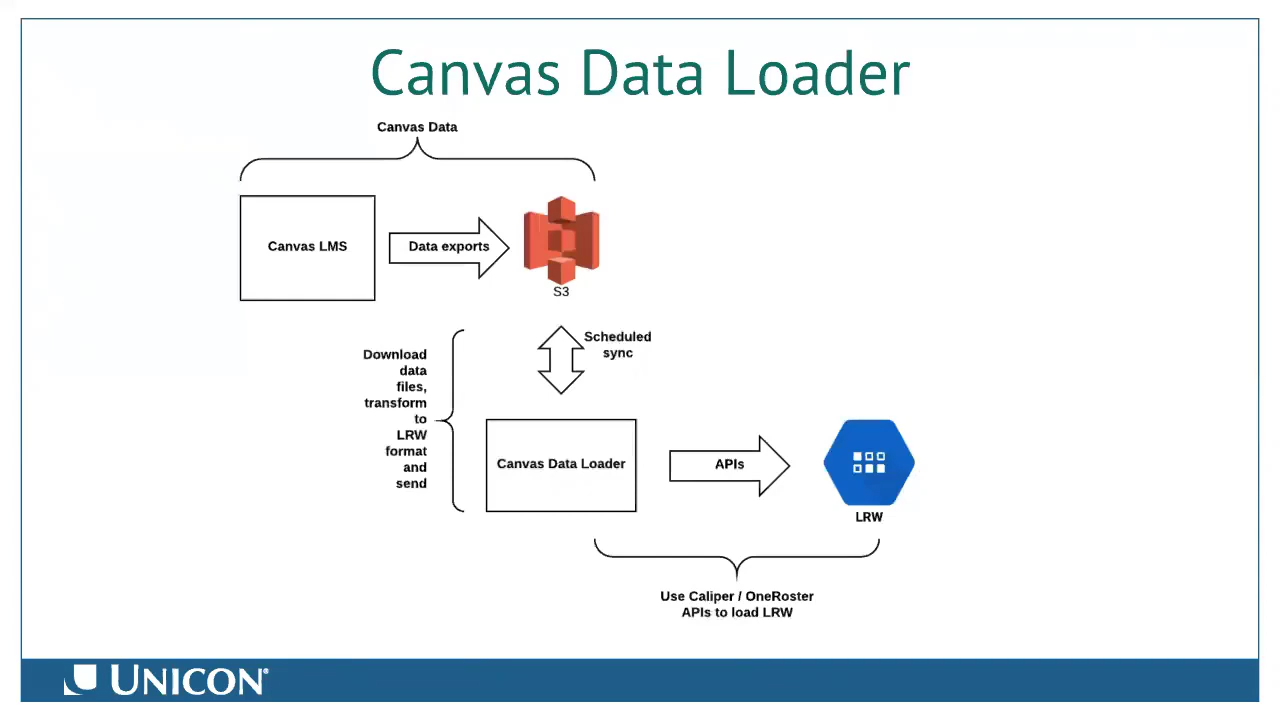 Canvas Data Loader
Canvas Data
Canvas LMS
Data exports
S3
Scheduled
sync
Download
data
files,
transform
to
LRW
format
and
send
Canvas Data Loader
APIs
LRW
Use Caliper / OneRoster
APIs to load LRW
UNICON®